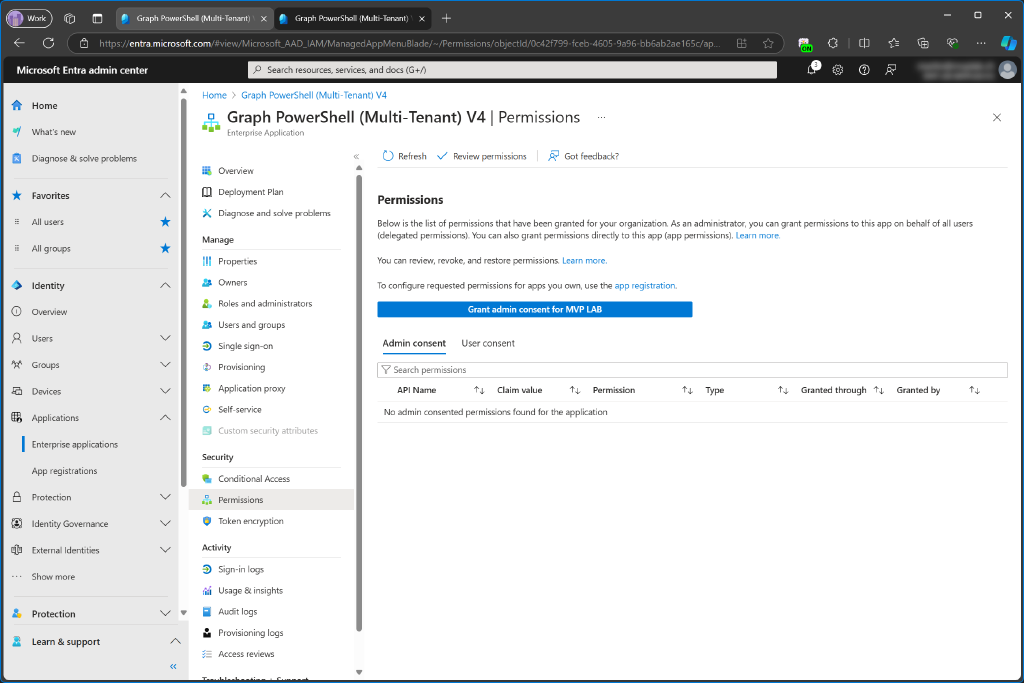 Work
Graph PowerShell (Multi-Tenant)
Graph PowerShell (Multi-Tenant)
https://entra.microsoft.com/#view/Microsoft_AAD_IAM/ManagedAppMenuBlade/~/Permissions/objectId/0c42f799-fceb-4605-9a96-bb6ab2ae165c/ap...
ON
Microsoft Entra admin center
Search resources, services, and docs (G+/)
3
Home
What's new
Diagnose & solve problems
Favorites
All users
All groups
Identity
Overview
Users
Groups
Devices
Applications
Enterprise applications
App registrations
Protection
Identity Governance
External Identities
Show more
Protection
Learn & support
Home > Graph PowerShell (Multi-Tenant) V4
Graph PowerShell (Multi-Tenant) V4 | Permissions ...
Enterprise Application
Overview
Deployment Plan
Diagnose and solve problems
Manage
Properties
Owners
Roles and administrators
Users and groups
Single sign-on
Provisioning
Application proxy
Self-service
Custom security attributes
Security
Conditional Access
Permissions
Token encryption
Activity
Sign-in logs
Usage & insights
Audit logs
Provisioning logs
Access reviews
Troubleshooting + Support
Refresh
Review permissions
Got feedback?
Permissions
Below is the list of permissions that have been granted for your organization. As an administrator, you can grant permissions to this app on behalf of all users
(delegated permissions). You can also grant permissions directly to this app (app permissions). Learn more.
You can review, revoke, and restore permissions. Learn more.
To configure requested permissions for apps you own, use the app registration.
Grant admin consent for MVP LAB
Admin consent User consent
Search permissions
API Name Claim value Permission Type Granted through Granted by
No admin consented permissions found for the application